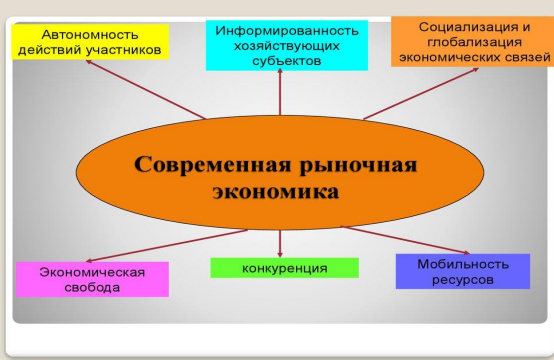 Автономность
действий участников
Информированность
хозяйствующих
субъектов
Социализация и
глобализация
экономических связей
Современная рыночная
экономика
Экономическая
свобода
конкуренция
Мобильность
ресурсов